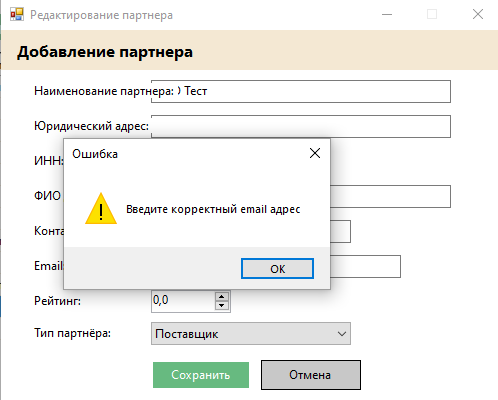 Редактирование партнера
Добавление партнера
Наименование партнера: Тест
Юридический адрес:
ИНН:
Ошибка
ФИО
Введите корректный email адрес
Конта
Email:
OK
Рейтинг: 0,0
Тип партнёра: Поставщик
Сохранить Отмена